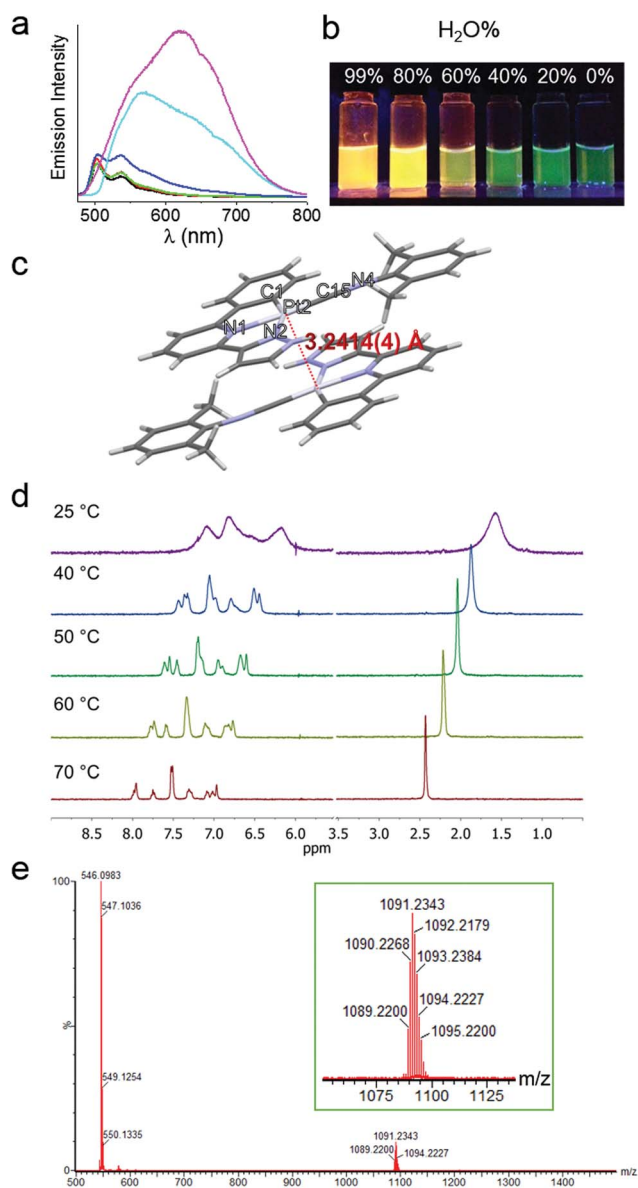 a
Emission Intensity
500 600 700 800
λ (nm)
b
H₂O%
99% 80% 60% 40% 20% 0%
c
C1 Pt2 C15 N4
N1 N2
3.2414(4) Å
d
25 °C
40 °C
50 °C
60 °C
70 °C
8.5 8.0 7.5 7.0 6.5 6.0 3.5 3.0 2.5 2.0 1.5 1.0
ppm
e
546.0983
100
547.1036
%
549.1254
550.1335
1091.2343
1092.2179
1090.2268
1093.2384
1089.2200
1094.2227
1095.2200
1075 1100 1125
m/z
1091.2343
1089.2200
1094.2227
0
500 600 700 800 900 1000 1100 1200 1300 1400
m/z